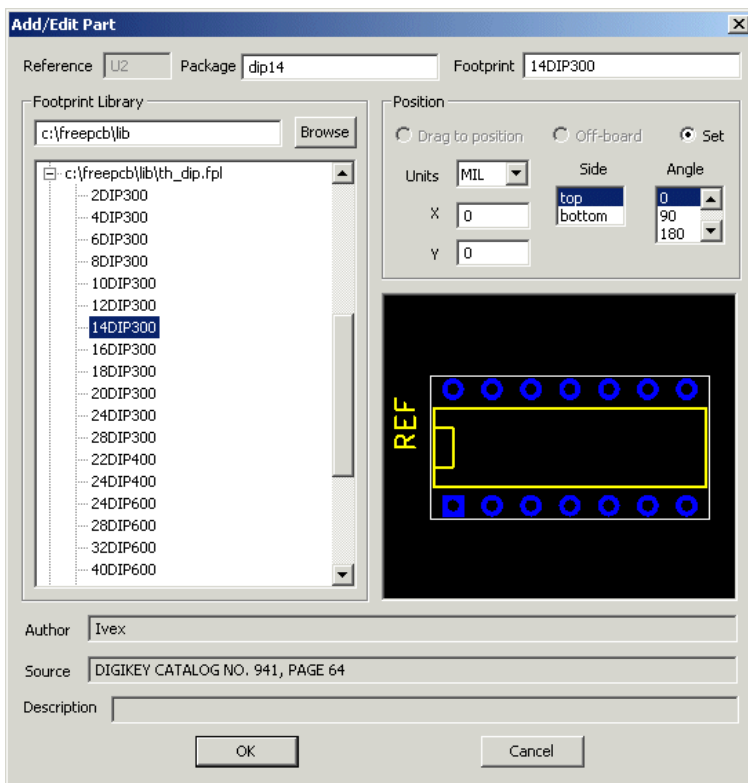 Add/Edit Part
Reference U2 Package dip14 Footprint 14DIP300
Footprint Library
c:\freepcb\lib Browse
c:\freepcb\lib\th_dip.fpl
2DIP300
4DIP300
6DIP300
8DIP300
10DIP300
12DIP300
14DIP300
16DIP300
18DIP300
20DIP300
24DIP300
28DIP300
22DIP400
24DIP400
24DIP600
28DIP600
32DIP600
40DIP600
Position
Drag to position Off-board Set
Units MIL Side Angle
X 0 top 0
bottom 90
Y 0 180
REF
Author Ivex
Source DIGIKEY CATALOG NO. 941, PAGE 64
Description
OK Cancel